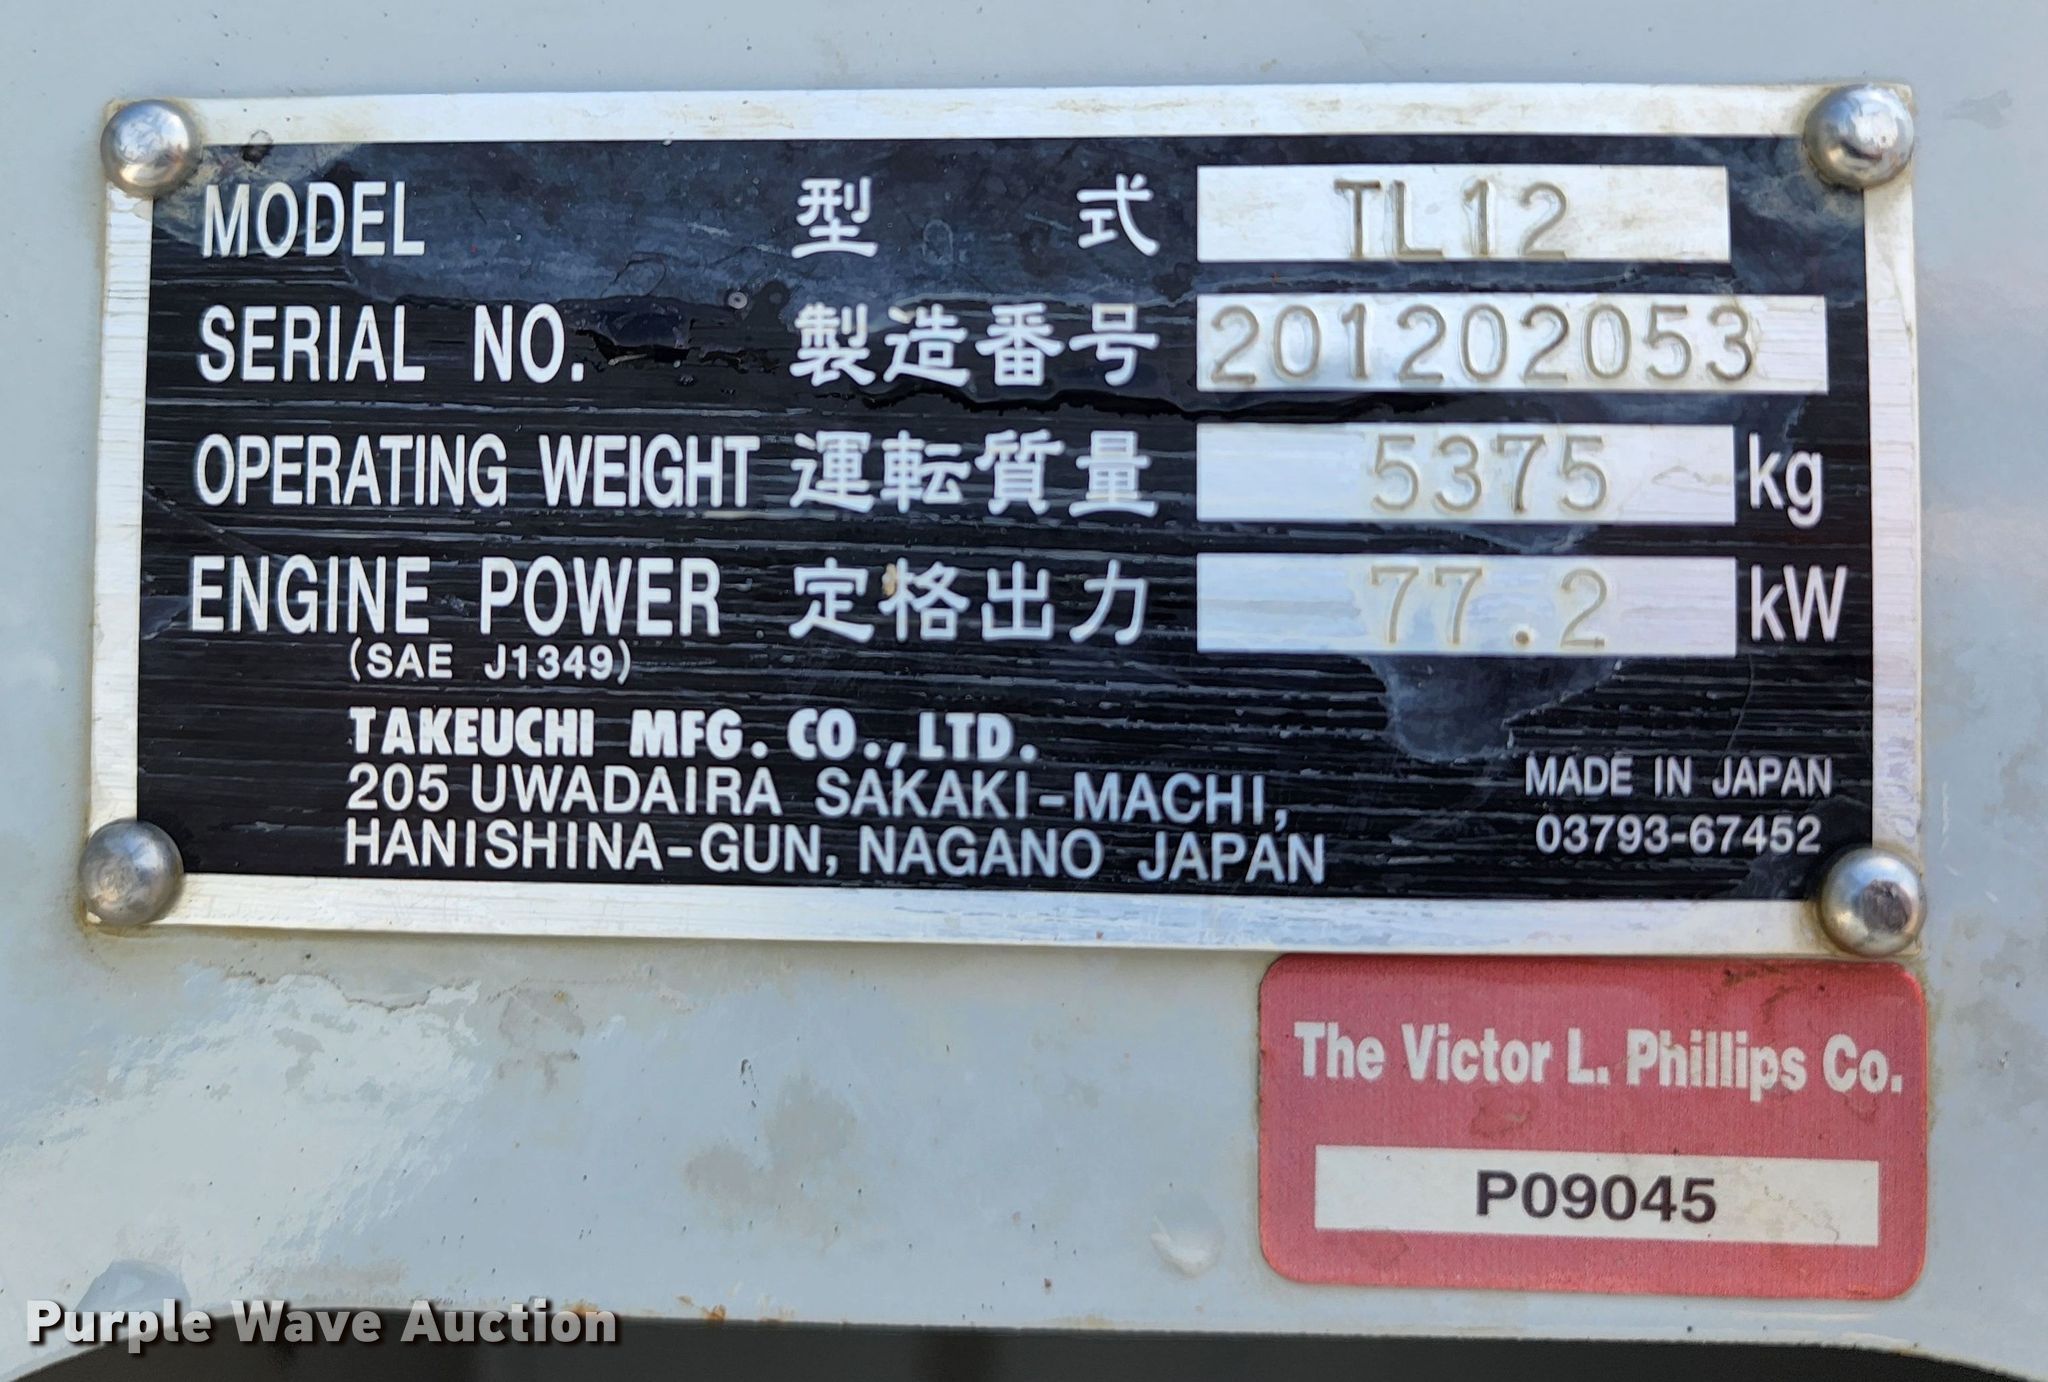 MODEL 型 式 TL12
SERIAL NO. 製造番号 201202053
OPERATING WEIGHT 運転質量 5375 kg
ENGINE POWER 定格出力 77.2 kW
(SAE J1349)
TAKEUCHI MFG. CO., LTD.
205 UWADAIRA SAKAKI-MACHI,
HANISHINA-GUN, NAGANO JAPAN
MADE IN JAPAN
03793-67452
The Victor L. Phillips Co.
P09045
Purple Wave Auction